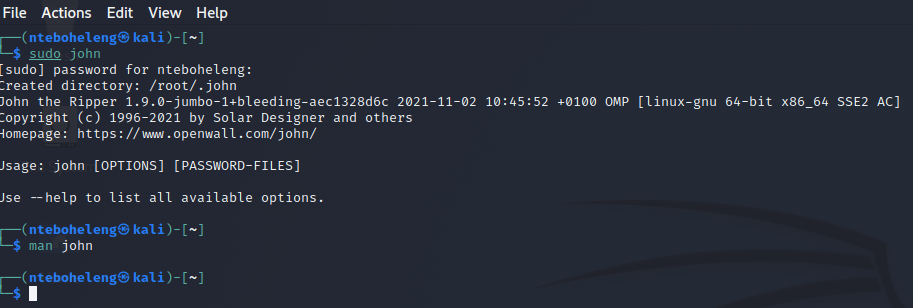 File Actions Edit View Help
┌──(nteboheleng㉿kali)-[~]
└─$ sudo john
[sudo] password for nteboheleng:
Created directory: /root/.john
John the Ripper 1.9.0-jumbo-1+bleeding-aec1328d6c 2021-11-02 10:45:52 +0100 OMP [linux-gnu 64-bit x86_64 SSE2 AC]
Copyright (c) 1996-2021 by Solar Designer and others
Homepage: https://www.openwall.com/john/
Usage: john [OPTIONS] [PASSWORD-FILES]
Use --help to list all available options.
┌──(nteboheleng㉿kali)-[~]
└─$ man john
┌──(nteboheleng㉿kali)-[~]
└─$